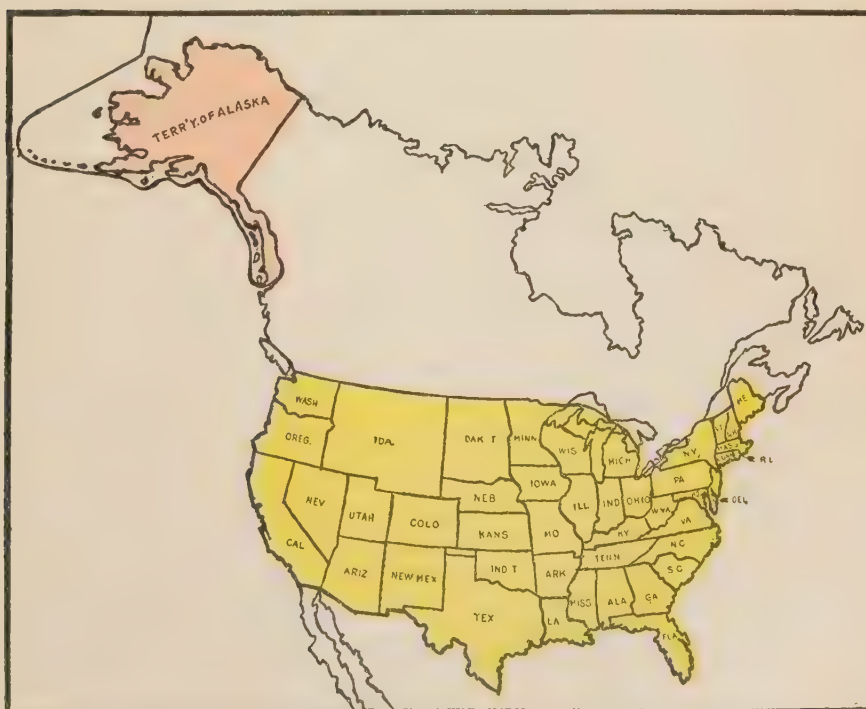 TERR'Y. OF ALASKA
WASH
ME
OREG.
IDA.
DAK T
MINN
WIS
MICH
N.Y.
MASS
R.I.
IOWA
PA
NEB
NEV
UTAH
COLO
ILL
IND
OHIO
DEL
W.VA
VA
KANS
MO
KY
CAL
N C
TENN
ARIZ
NEW MEX
IND T
ARK
S C
MISS
ALA
GA
TEX
LA
FLA